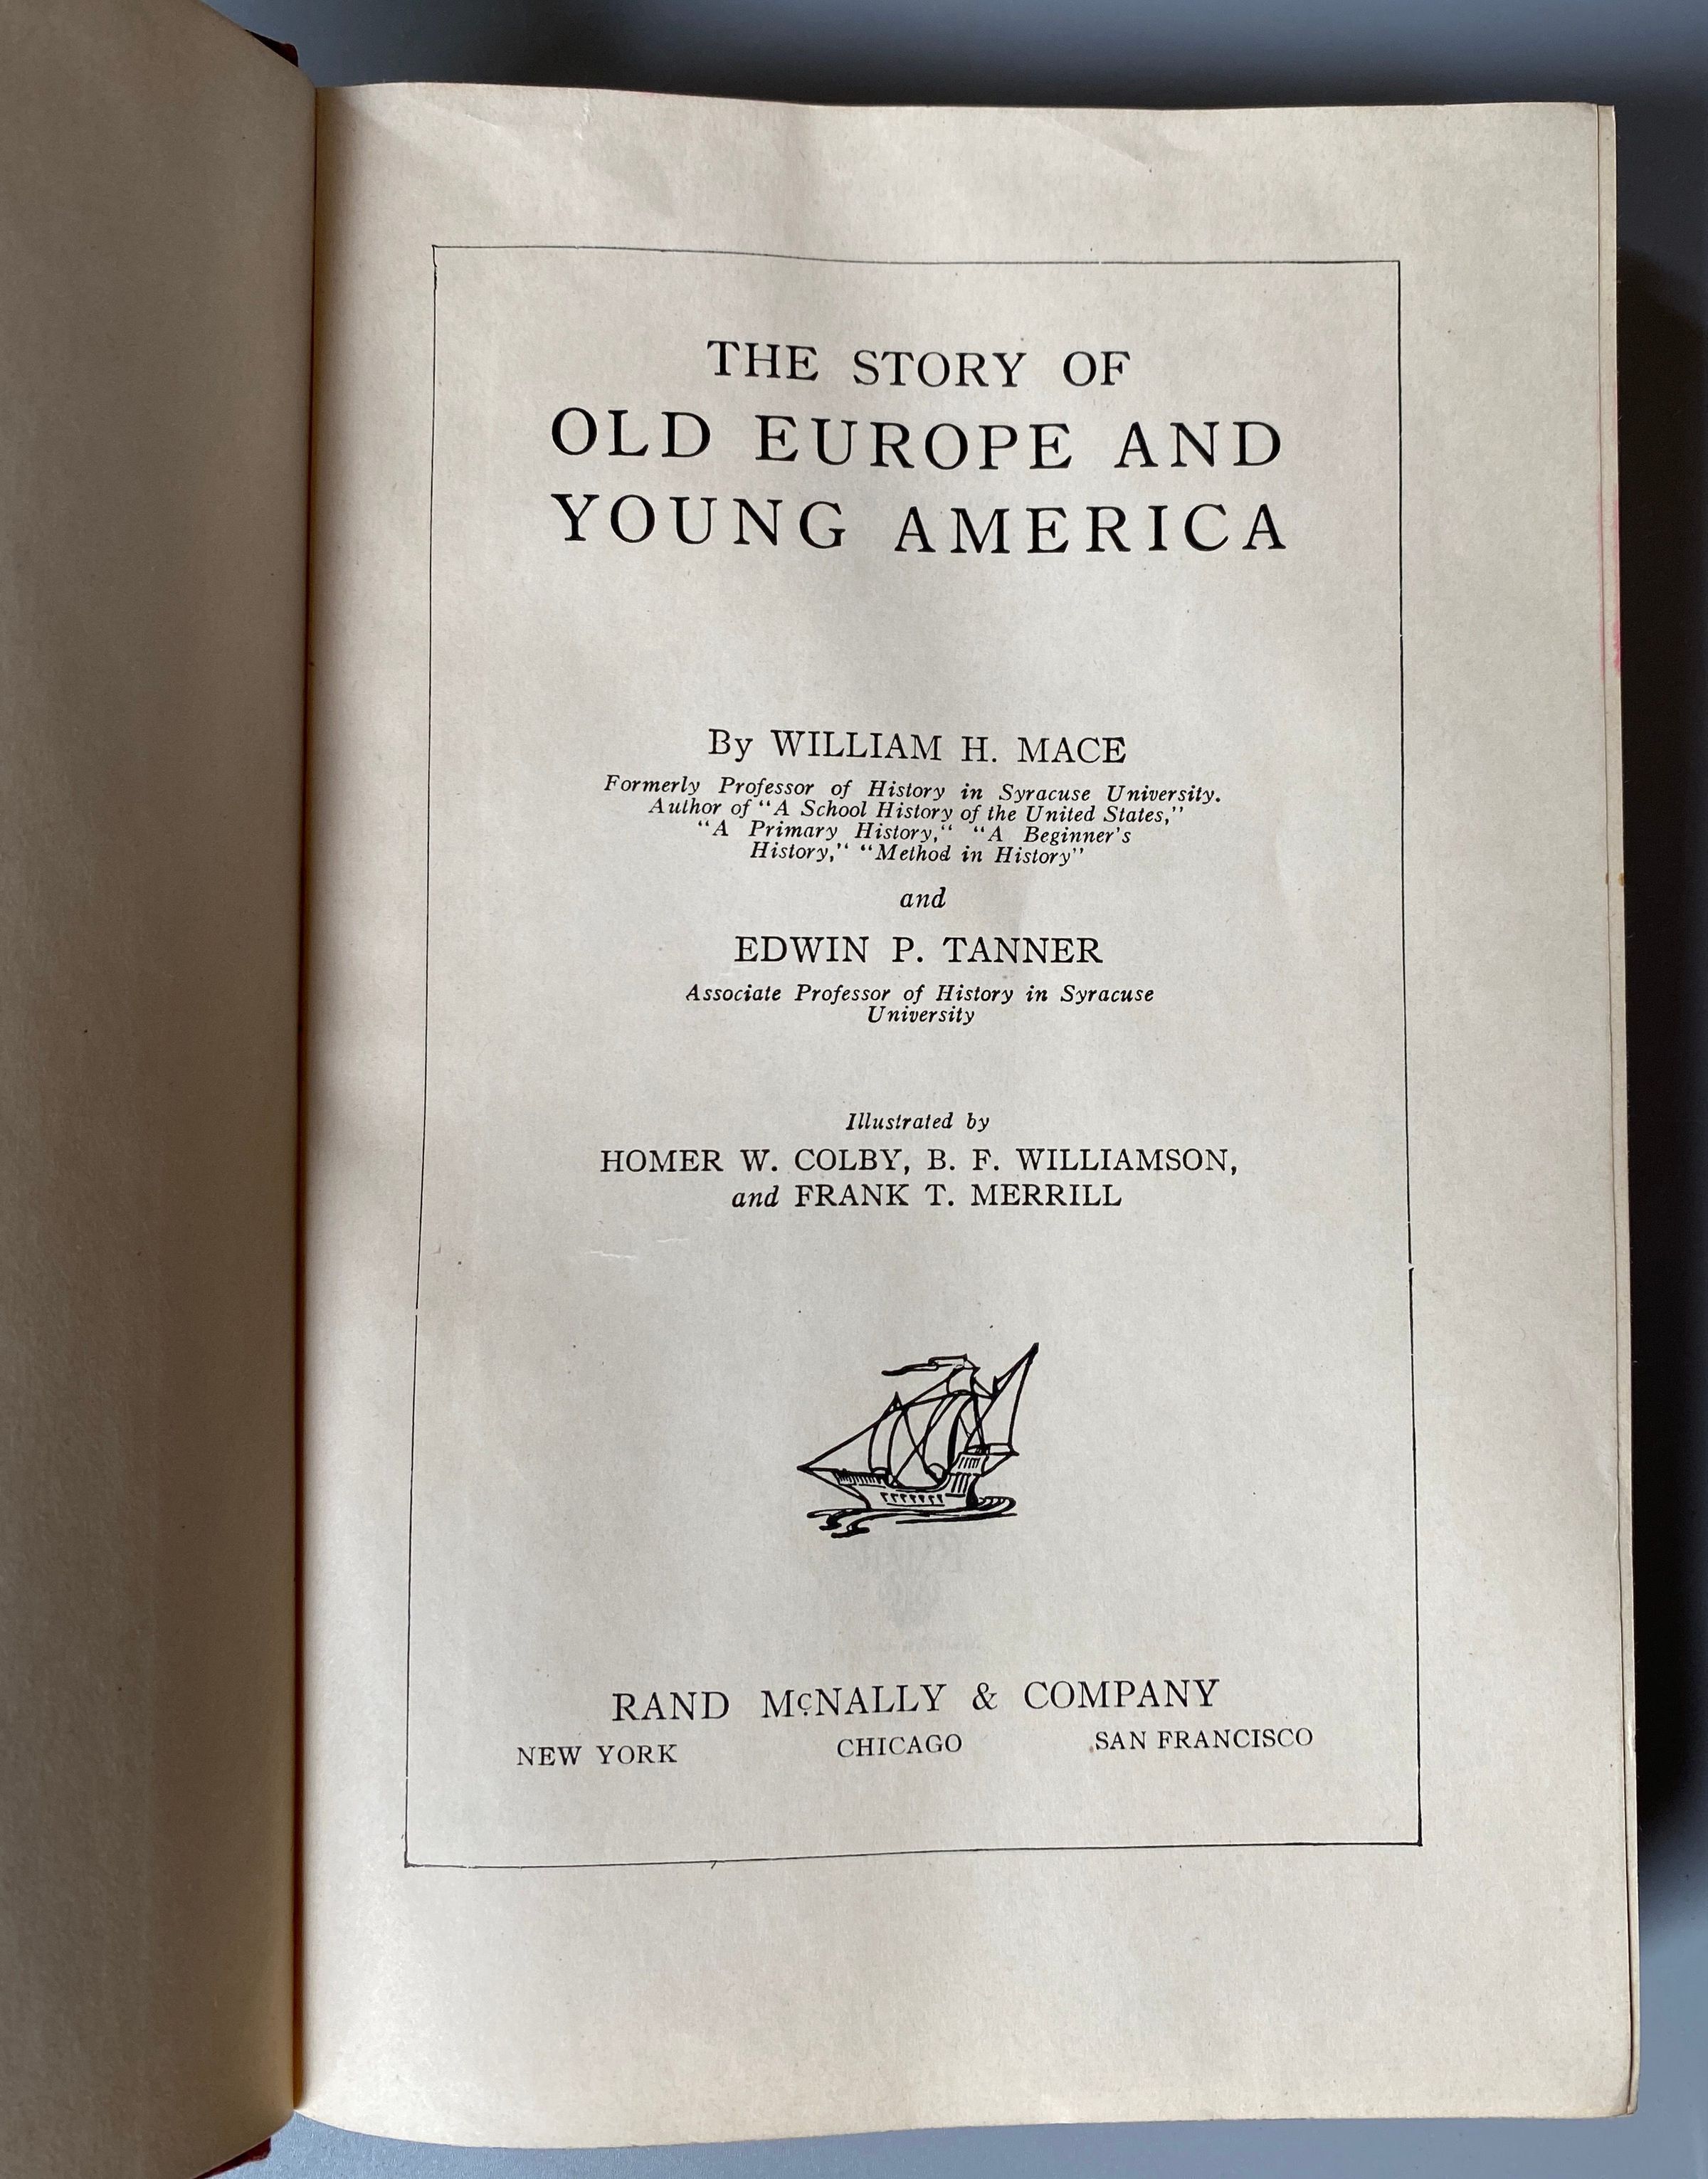 THE STORY OF
OLD EUROPE AND
YOUNG AMERICA
By WILLIAM H. MACE
Formerly Professor of History in Syracuse University.
Author of “A School History of the United States,”
“A Primary History,“ “A Beginner's
History,” “Method in History”
and
EDWIN P. TANNER
Associate Professor of History in Syracuse
University
Illustrated by
HOMER W. COLBY, B. F. WILLIAMSON,
and FRANK T. MERRILL
RAND McNALLY & COMPANY
NEW YORK CHICAGO SAN FRANCISCO